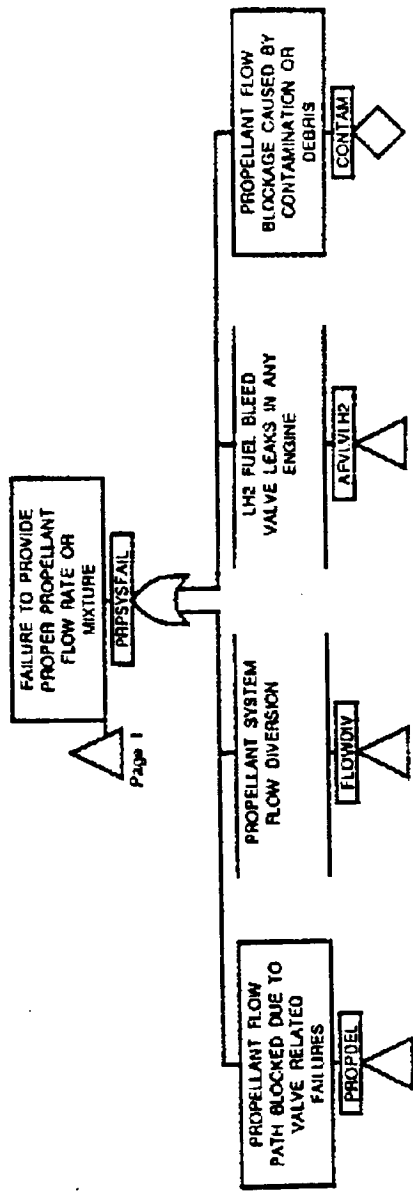 FAILURE TO PROVIDE
PROPER PROPELLANT
FLOW RATE OR
MIXTURE
PRPSYSFAIL
Page 1
PROPELLANT FLOW
PATH BLOCKED DUE TO
VALVE RELATED
FAILURES
PROPDEL
PROPELLANT SYSTEM
FLOW DIVERSION
FLOWDIV
LH2 FUEL BLEED
VALVE LEAKS IN ANY
ENGINE
AFVLVLH2
PROPELLANT FLOW
BLOCKAGE CAUSED BY
CONTAMINATION OR
DEBRIS
CONTAM